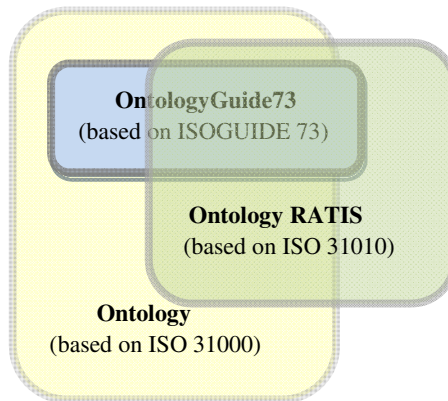 OntologyGuide73
(based on ISOGUIDE 73)
Ontology RATIS
(based on ISO 31010)
Ontology
(based on ISO 31000)